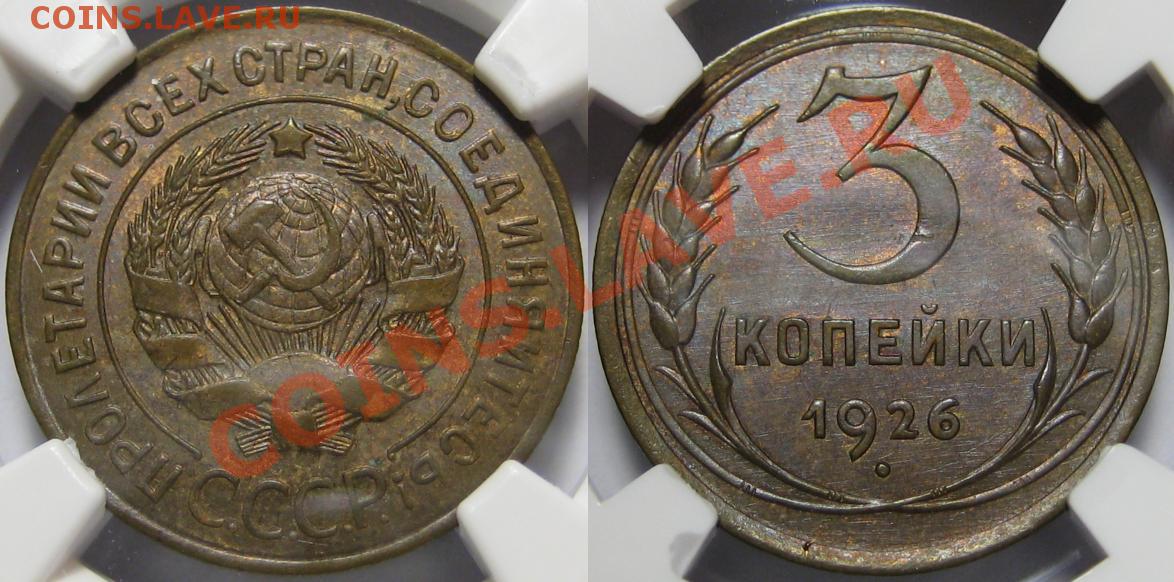 COINS.LAVE.RU
ПРОЛЕТАРИИ ВСЕХ СТРАН, СОЕДИНЯЙТЕСЬ!
С.С.С.Р.
3
КОПЕЙКИ
1926
COINS.LAVE.RU